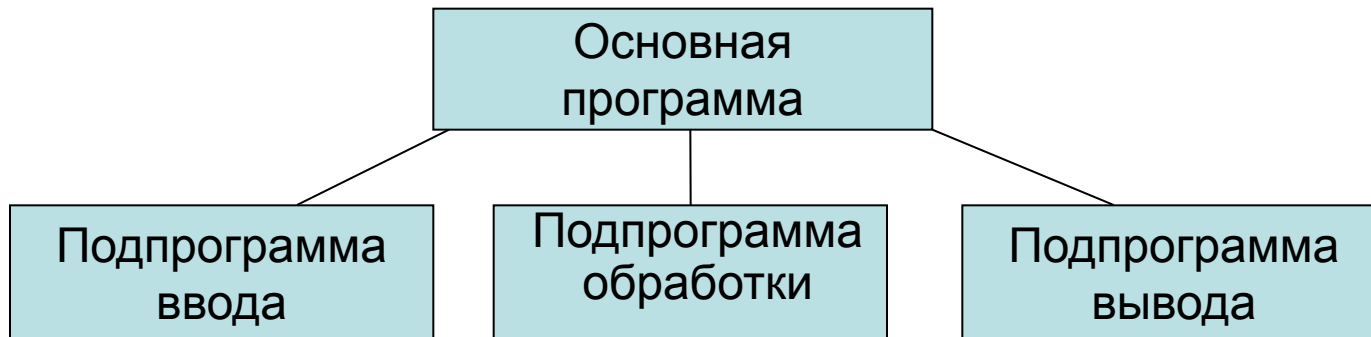 Основная
программа
Подпрограмма
ввода
Подпрограмма
обработки
Подпрограмма
вывода